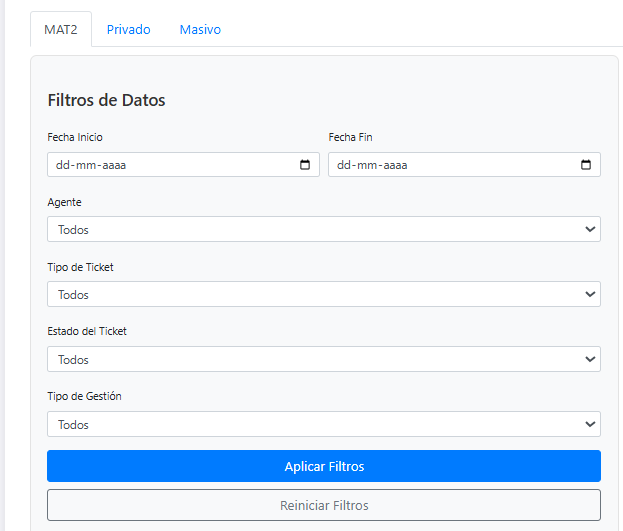 MAT2 Privado Masivo
Filtros de Datos
Fecha Inicio Fecha Fin
dd-mm-aaaa dd-mm-aaaa
Agente
Todos
Tipo de Ticket
Todos
Estado del Ticket
Todos
Tipo de Gestión
Todos
Aplicar Filtros
Reiniciar Filtros